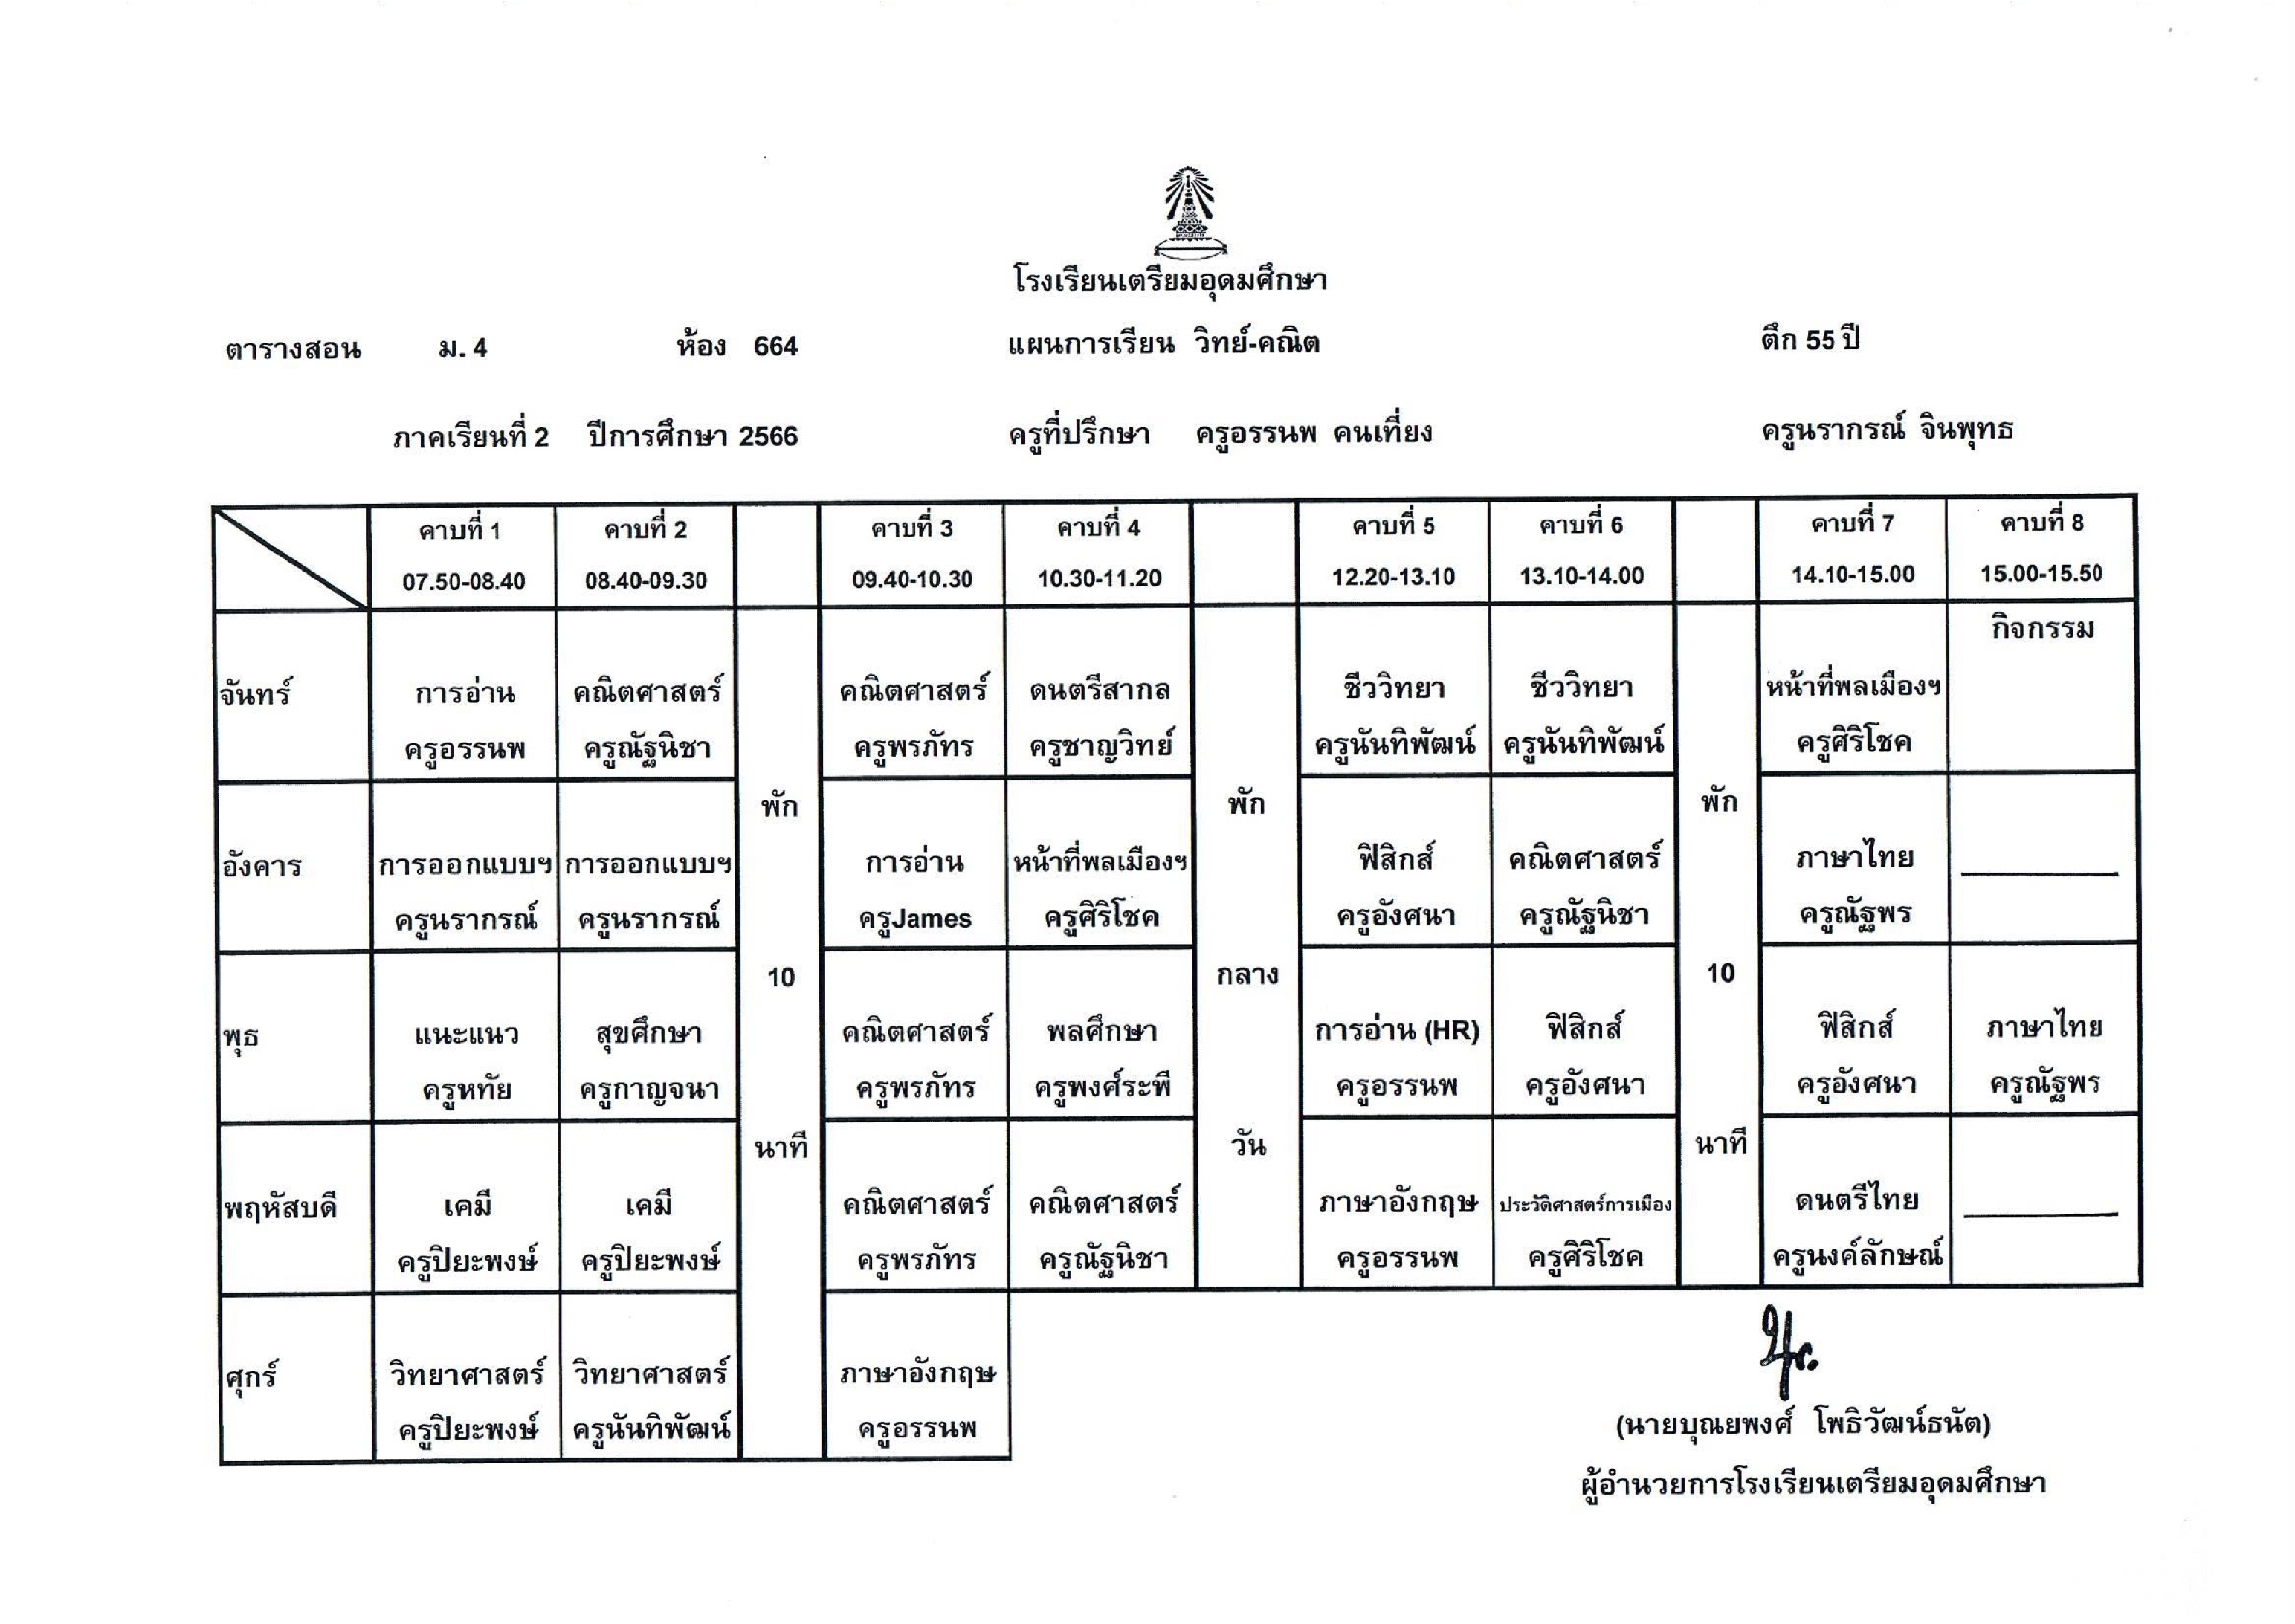 โรงเรียนเตรียมอุดมศึกษา
ตารางสอน ม. 4 ห้อง 664 แผนการเรียน วิทย์-คณิต ตึก 55 ปี
ภาคเรียนที่ 2 ปีการศึกษา 2566 ครูที่ปรึกษา ครูอรรนพ คนเที่ยง ครูนรากรณ์ จินพุทธ
คาบที่ 1 คาบที่ 2 คาบที่ 3 คาบที่ 4 คาบที่ 5 คาบที่ 6 คาบที่ 7 คาบที่ 8
07.50-08.40 08.40-09.30 09.40-10.30 10.30-11.20 12.20-13.10 13.10-14.00 14.10-15.00 15.00-15.50
กิจกรรม
จันทร์ การอ่าน คณิตศาสตร์ คณิตศาสตร์ ดนตรีสากล ชีววิทยา ชีววิทยา หน้าที่พลเมืองฯ
ครูอรรนพ ครูณัฐนิชา ครูพรภัทร ครูชาญวิทย์ ครูนันทิพัฒน์ ครูนันทิพัฒน์ ครูศิริโชค
พัก พัก พัก
อังคาร การออกแบบฯ การออกแบบฯ การอ่าน หน้าที่พลเมืองฯ ฟิสิกส์ คณิตศาสตร์ ภาษาไทย
ครูนรากรณ์ ครูนรากรณ์ ครูJames ครูศิริโชค ครูอังศนา ครูณัฐนิชา ครูณัฐพร
10 กลาง 10
พุธ แนะแนว สุขศึกษา คณิตศาสตร์ พลศึกษา การอ่าน (HR) ฟิสิกส์ ฟิสิกส์ ภาษาไทย
ครูหทัย ครูกาญจนา ครูพรภัทร ครูพงศ์ระพี ครูอรรนพ ครูอังศนา ครูอังศนา ครูณัฐพร
นาที วัน นาที
พฤหัสบดี เคมี เคมี คณิตศาสตร์ คณิตศาสตร์ ภาษาอังกฤษ ประวัติศาสตร์การเมือง ดนตรีไทย
ครูปิยะพงษ์ ครูปิยะพงษ์ ครูพรภัทร ครูณัฐนิชา ครูอรรนพ ครูศิริโชค ครูนงค์ลักษณ์
ศุกร์ วิทยาศาสตร์ วิทยาศาสตร์ ภาษาอังกฤษ
ครูปิยะพงษ์ ครูนันทิพัฒน์ ครูอรรนพ
(นายบุณยพงศ์ โพธิวัฒน์ธนัต)
ผู้อำนวยการโรงเรียนเตรียมอุดมศึกษา